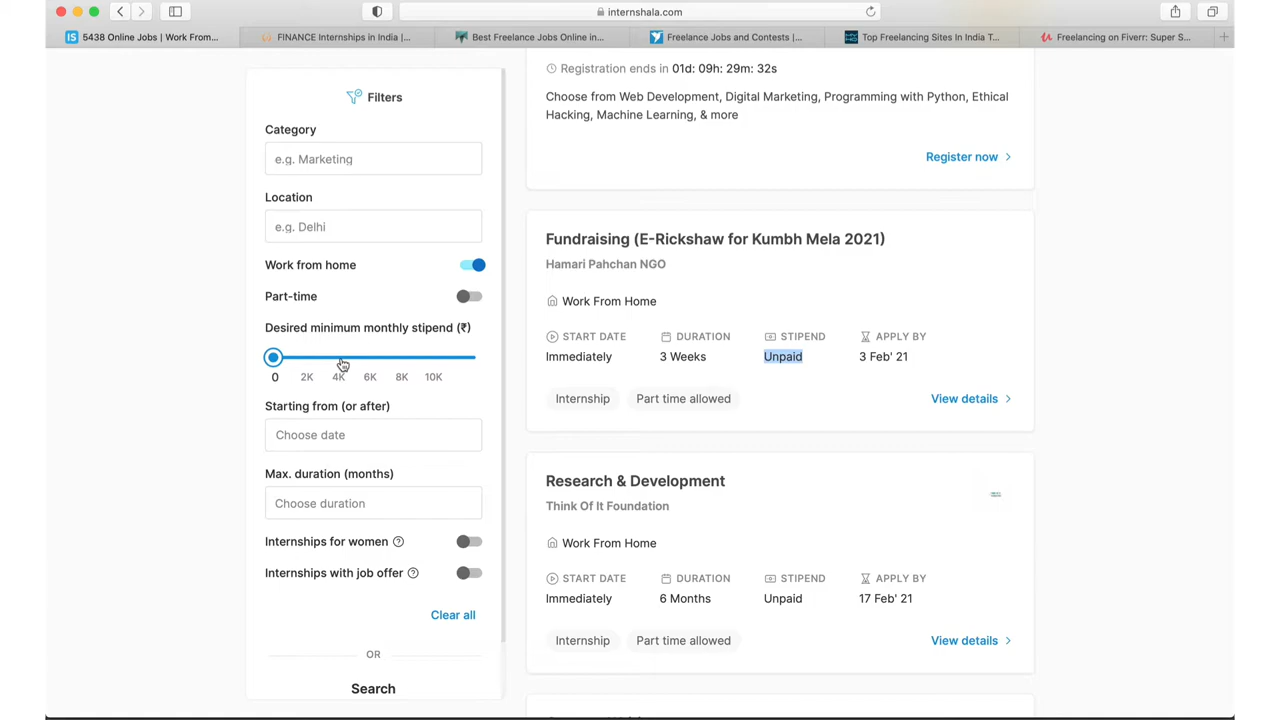 internshala.com
5438 Online Jobs | Work From...
FINANCE Internships in India |...
Best Freelance Jobs Online in...
Freelance Jobs and Contests |...
Top Freelancing Sites In India T...
Freelancing on Fiverr: Super S...
Filters
Category
e.g. Marketing
Location
e.g. Delhi
Work from home
Part-time
Desired minimum monthly stipend (₹)
0 2K 4K 6K 8K 10K
Starting from (or after)
Choose date
Max. duration (months)
Choose duration
Internships for women
Internships with job offer
Clear all
OR
Search
Registration ends in 01d: 09h: 29m: 32s
Choose from Web Development, Digital Marketing, Programming with Python, Ethical
Hacking, Machine Learning, & more
Register now
Fundraising (E-Rickshaw for Kumbh Mela 2021)
Hamari Pahchan NGO
Work From Home
START DATE DURATION STIPEND APPLY BY
Immediately 3 Weeks Unpaid 3 Feb' 21
Internship Part time allowed View details
Research & Development
Think Of It Foundation
Work From Home
START DATE DURATION STIPEND APPLY BY
Immediately 6 Months Unpaid 17 Feb' 21
Internship Part time allowed View details